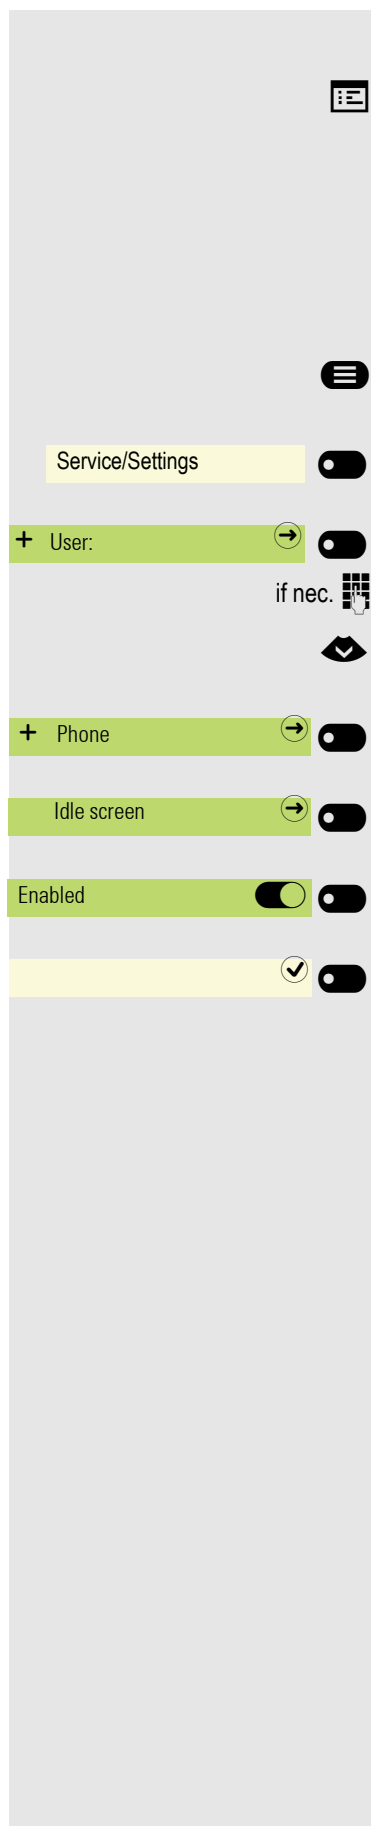 Service/Settings
+ User:
if nec.
+ Phone
Idle screen
Enabled